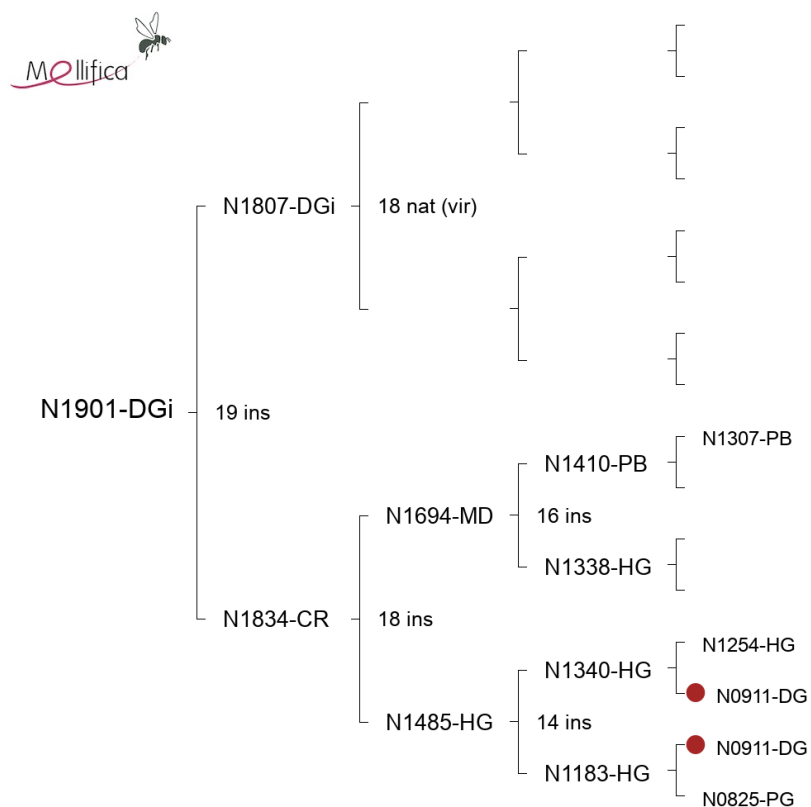 Mellifica
N1307-PB
N1410-PB
N1694-MD
16 ins
N1338-HG
N1807-DGi
18 nat (vir)
N1901-DGi
19 ins
N1834-CR
18 ins
N1254-HG
N1340-HG
N0911-DG
N1485-HG
14 ins
N0911-DG
N1183-HG
N0825-PG